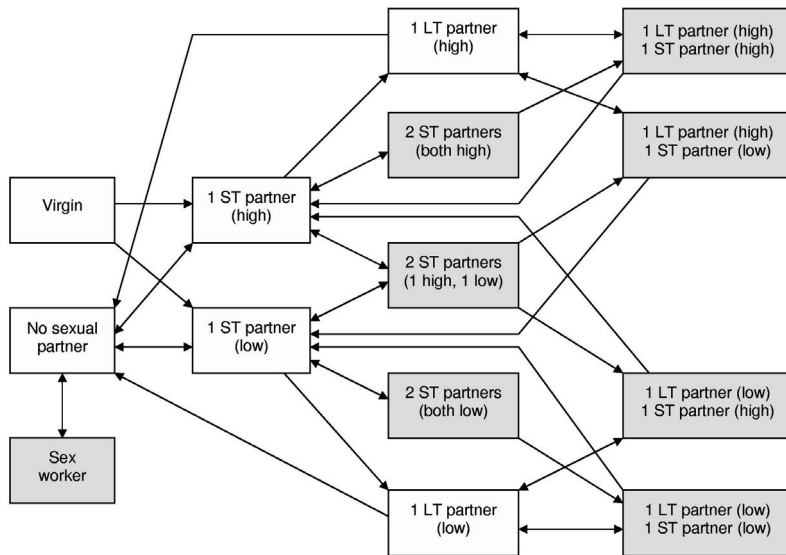 1 LT partner
(high)
1 LT partner (high)
1 ST partner (high)
2 ST partners
(both high)
1 LT partner (high)
1 ST partner (low)
Virgin
1 ST partner
(high)
2 ST partners
(1 high, 1 low)
No sexual
partner
1 ST partner
(low)
2 ST partners
(both low)
1 LT partner (low)
1 ST partner (high)
Sex
worker
1 LT partner
(low)
1 LT partner (low)
1 ST partner (low)